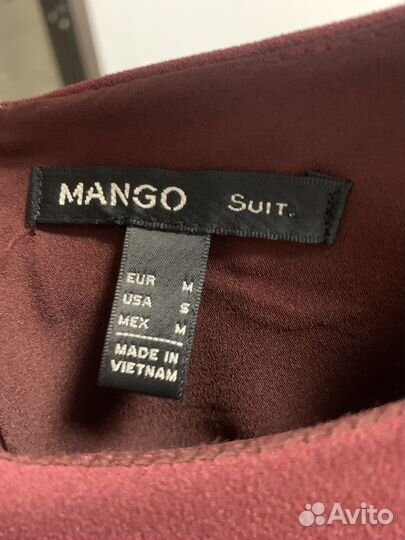 MANGO SUIT.
EUR M
USA S
MEX M
MADE IN
VIETNAM
Avito